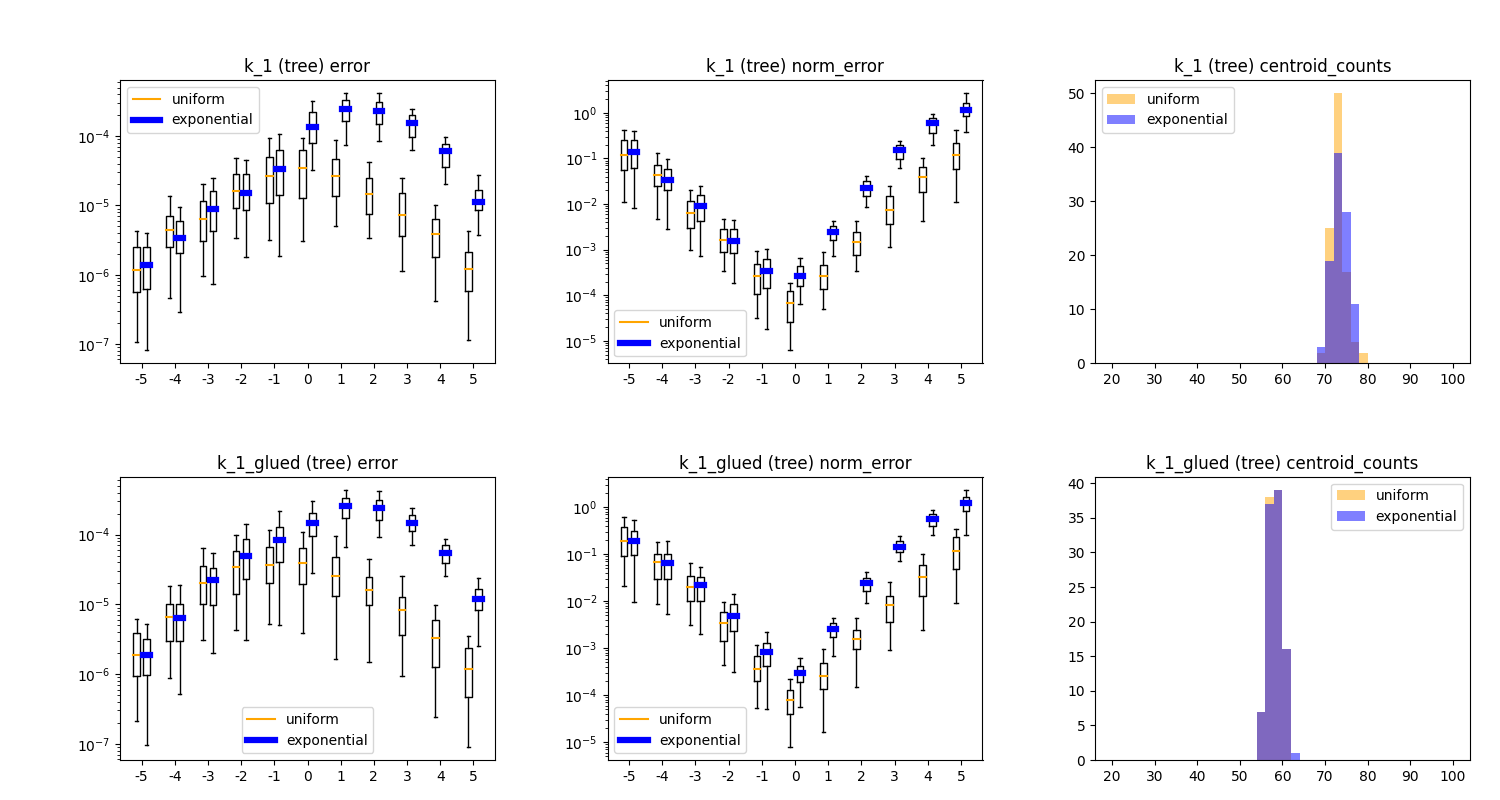 k_1 (tree) error
uniform
exponential
10^-4
10^-5
10^-6
10^-7
-5 -4 -3 -2 -1 0 1 2 3 4 5
k_1 (tree) norm_error
10^0
10^-1
10^-2
10^-3
10^-4
10^-5
uniform
exponential
-5 -4 -3 -2 -1 0 1 2 3 4 5
k_1 (tree) centroid_counts
uniform
exponential
50
40
30
20
10
0
20 30 40 50 60 70 80 90 100
k_1_glued (tree) error
10^-4
10^-5
10^-6
10^-7
uniform
exponential
-5 -4 -3 -2 -1 0 1 2 3 4 5
k_1_glued (tree) norm_error
10^0
10^-1
10^-2
10^-3
10^-4
10^-5
uniform
exponential
-5 -4 -3 -2 -1 0 1 2 3 4 5
k_1_glued (tree) centroid_counts
uniform
exponential
40
35
30
25
20
15
10
5
0
20 30 40 50 60 70 80 90 100